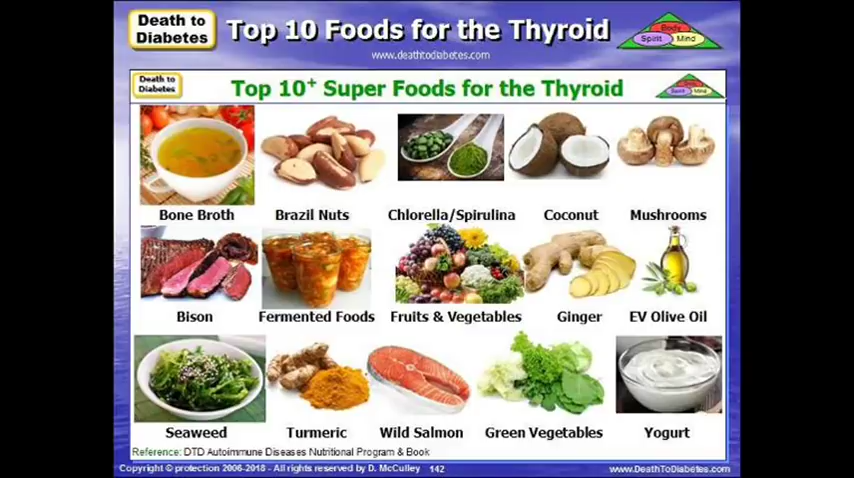 Death to
Diabetes
Top 10 Foods for the Thyroid
www.deathtodiabetes.com
Body
Spirit Mind
Death to
Diabetes
Top 10+ Super Foods for the Thyroid
Spirit Mind
Bone Broth Brazil Nuts Chlorella/Spirulina Coconut Mushrooms
Bison Fermented Foods Fruits & Vegetables Ginger EV Olive Oil
Seaweed Turmeric Wild Salmon Green Vegetables Yogurt
Reference: DTD Autoimmune Diseases Nutritional Program & Book
Copyright © protection 2006-2018 - All rights reserved by D. McCulley 142 www.DeathToDiabetes.com